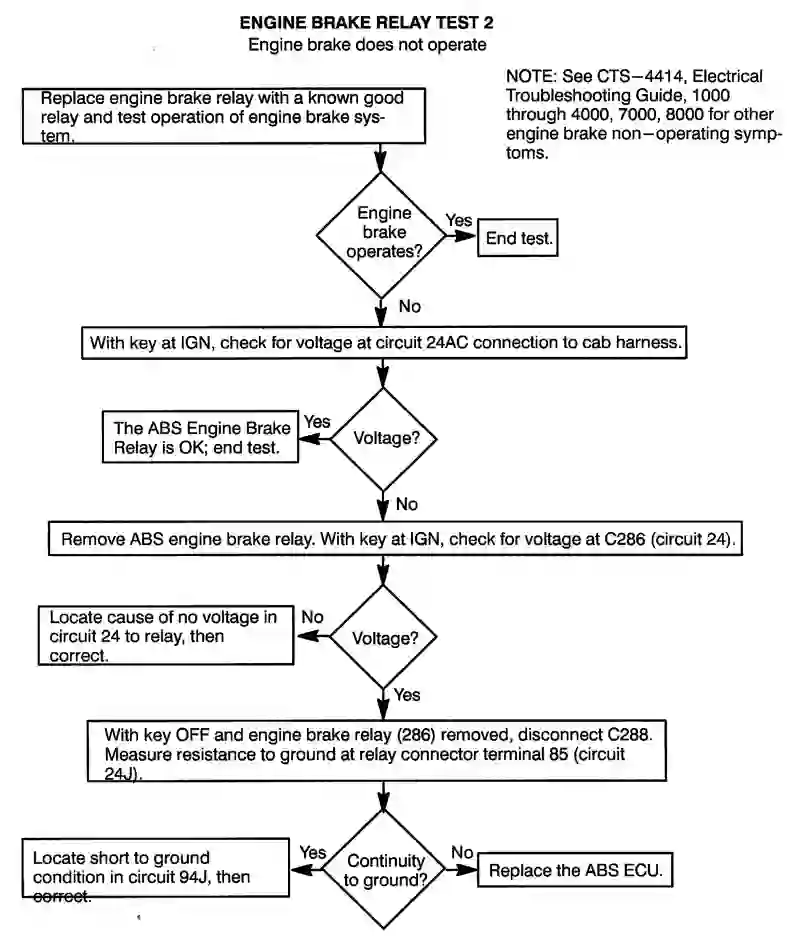 ENGINE BRAKE RELAY TEST 2
Engine brake does not operate
NOTE: See CTS-4414, Electrical
Troubleshooting Guide, 1000
through 4000, 7000, 8000 for other
engine brake non-operating symp-
toms.
Replace engine brake relay with a known good
relay and test operation of engine brake sys-
tem.
Engine
brake
operates?
Yes
End test.
No
With key at IGN, check for voltage at circuit 24AC connection to cab harness.
Voltage?
Yes
The ABS Engine Brake
Relay is OK; end test.
No
Remove ABS engine brake relay. With key at IGN, check for voltage at C286 (circuit 24).
Voltage?
No
Locate cause of no voltage in
circuit 24 to relay, then
correct.
Yes
With key OFF and engine brake relay (286) removed, disconnect C288.
Measure resistance to ground at relay connector terminal 85 (circuit
24J).
Continuity
to ground?
Yes
Locate short to ground
condition in circuit 94J, then
correct.
No
Replace the ABS ECU.